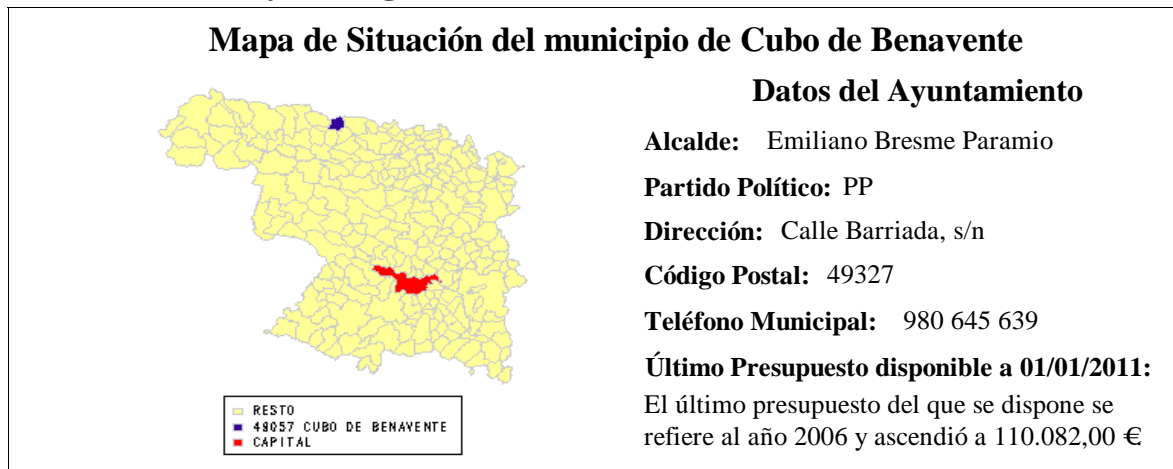 Mapa de Situación del municipio de Cubo de Benavente
Datos del Ayuntamiento
Alcalde: Emiliano Bresme Paramio
Partido Político: PP
Dirección: Calle Barriada, s/n
Código Postal: 49327
Teléfono Municipal: 980 645 639
Último Presupuesto disponible a 01/01/2011:
El último presupuesto del que se dispone se
refiere al año 2006 y ascendió a 110.082,00 €
RESTO
49057 CUBO DE BENAVENTE
CAPITAL